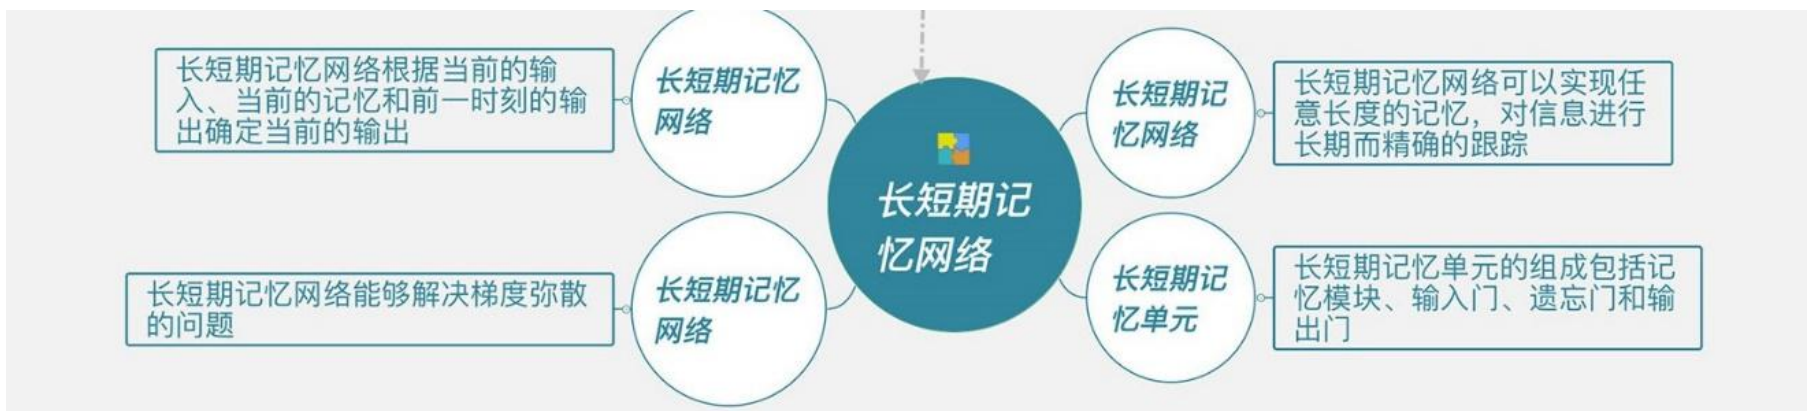 长短期记忆网络根据当前的输
入、当前的记忆和前一时刻的输
出确定当前的输出
长短期记忆
网络
长短期记忆网络能够解决梯度弥散
的问题
长短期记忆
网络
长短期记
忆网络
长短期记
忆网络
长短期记忆网络可以实现任
意长度的记忆，对信息进行
长期而精确的跟踪
长短期记
忆单元
长短期记忆单元的组成包括记
忆模块、输入门、遗忘门和输
出门